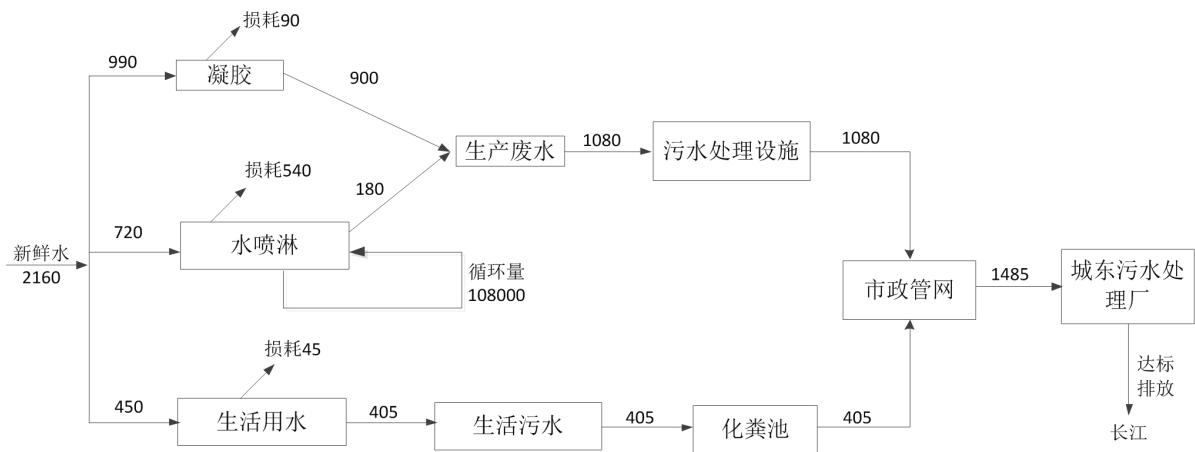 损耗90
990
凝胶
900
生产废水
1080
污水处理设施
1080
损耗540
180
720
水喷淋
新鲜水
2160
循环量
108000
市政管网
1485
城东污水处
理厂
达标
排放
长江
损耗45
450
生活用水
405
生活污水
405
化粪池
405